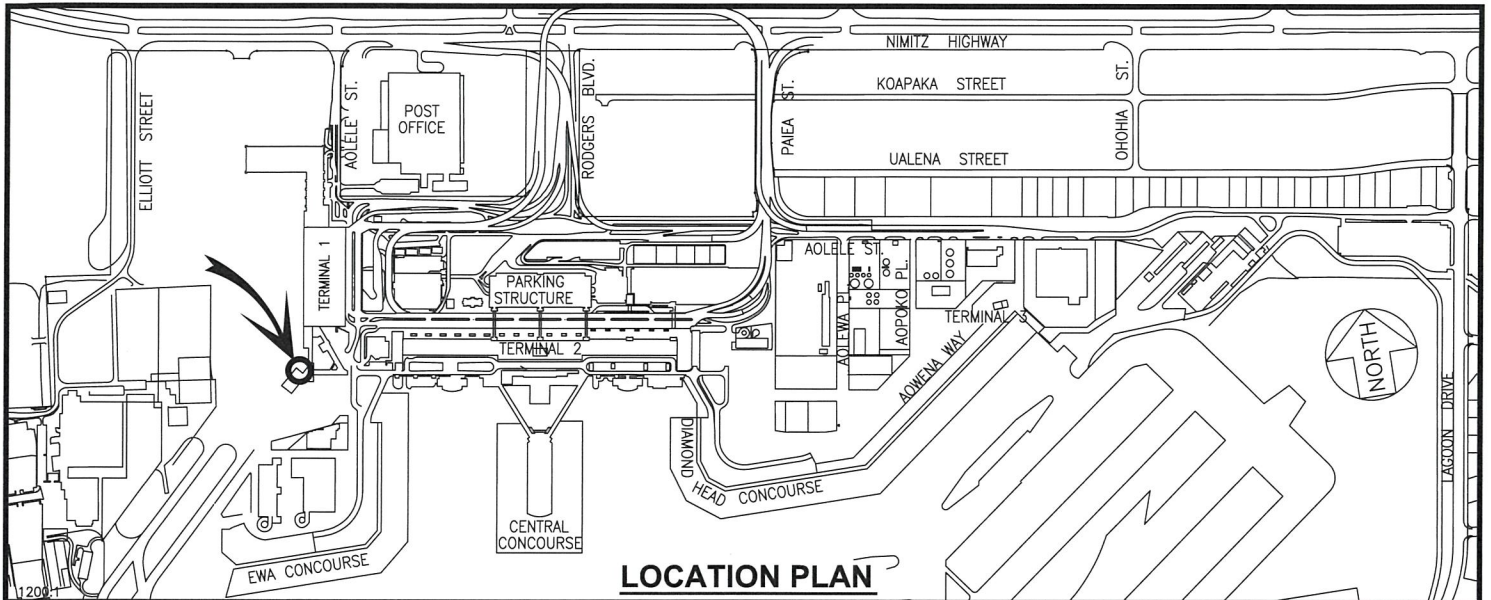 NIMITZ HIGHWAY
KOAPAKA STREET
UALENA STREET
ELLIOTT STREET
AOLELE ST.
POST
OFFICE
RODGERS BLVD.
PAIEA ST.
OHOHIA ST.
TERMINAL 1
PARKING
STRUCTURE
TERMINAL 2
AOLELE ST.
AOLEWA PL.
AOPOKO PL.
TERMINAL 3
AOWENA WAY
NORTH
LAGOON DRIVE
DIAMOND
HEAD CONCOURSE
CENTRAL
CONCOURSE
EWA CONCOURSE
LOCATION PLAN